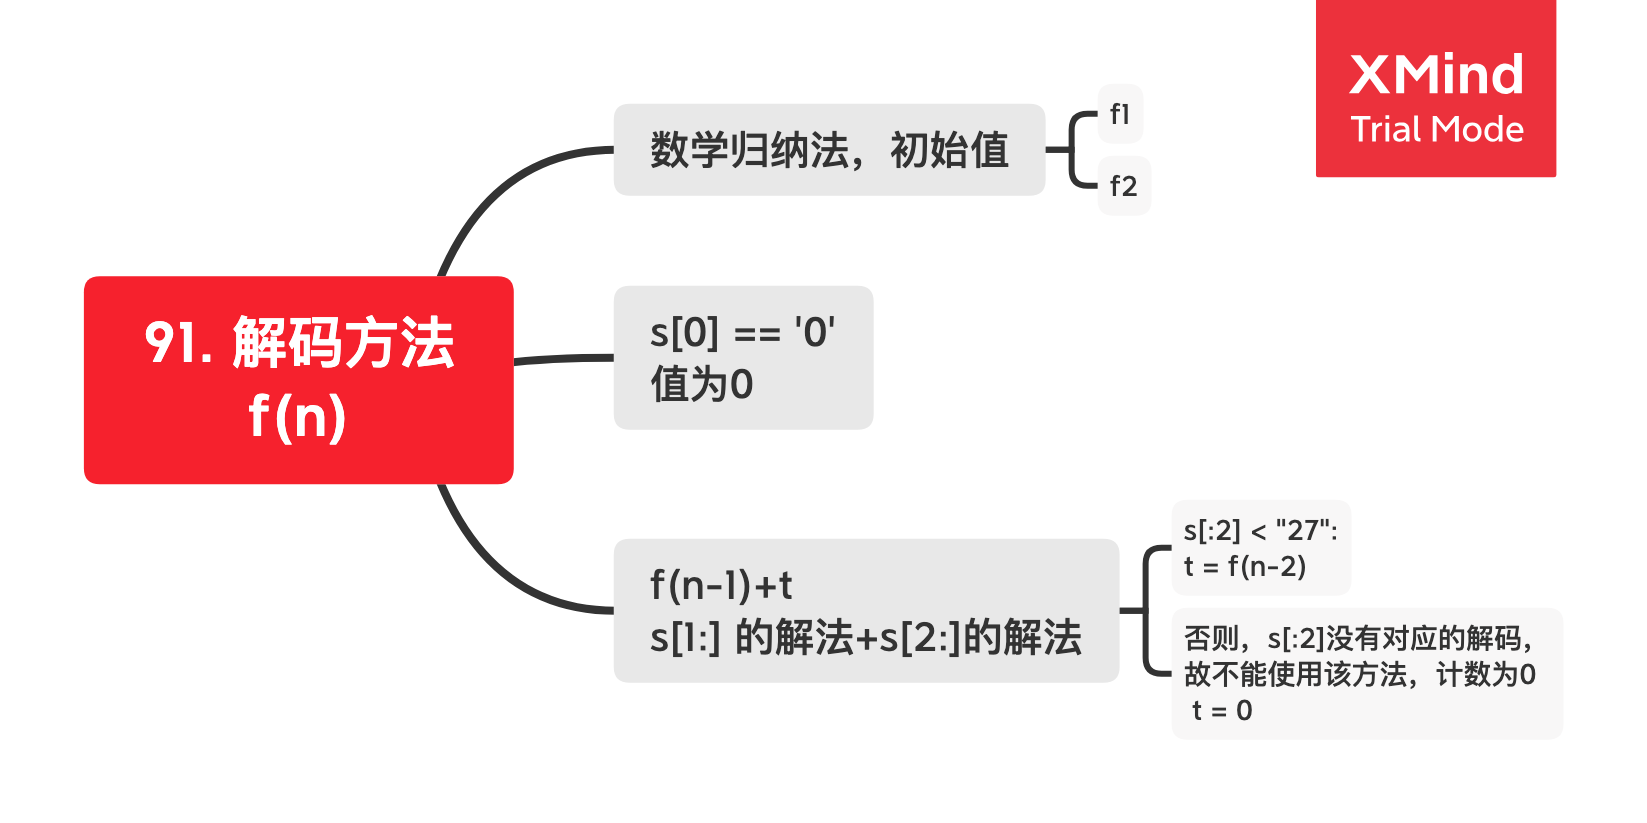 XMind
Trial Mode
91. 解码方法
f(n)
数学归纳法，初始值
f1
f2
s[0] == '0'
值为0
f(n-1)+t
s[1:] 的解法+s[2:]的解法
s[:2] < "27":
t = f(n-2)
否则，s[:2]没有对应的解码，
故不能使用该方法，计数为0
t = 0